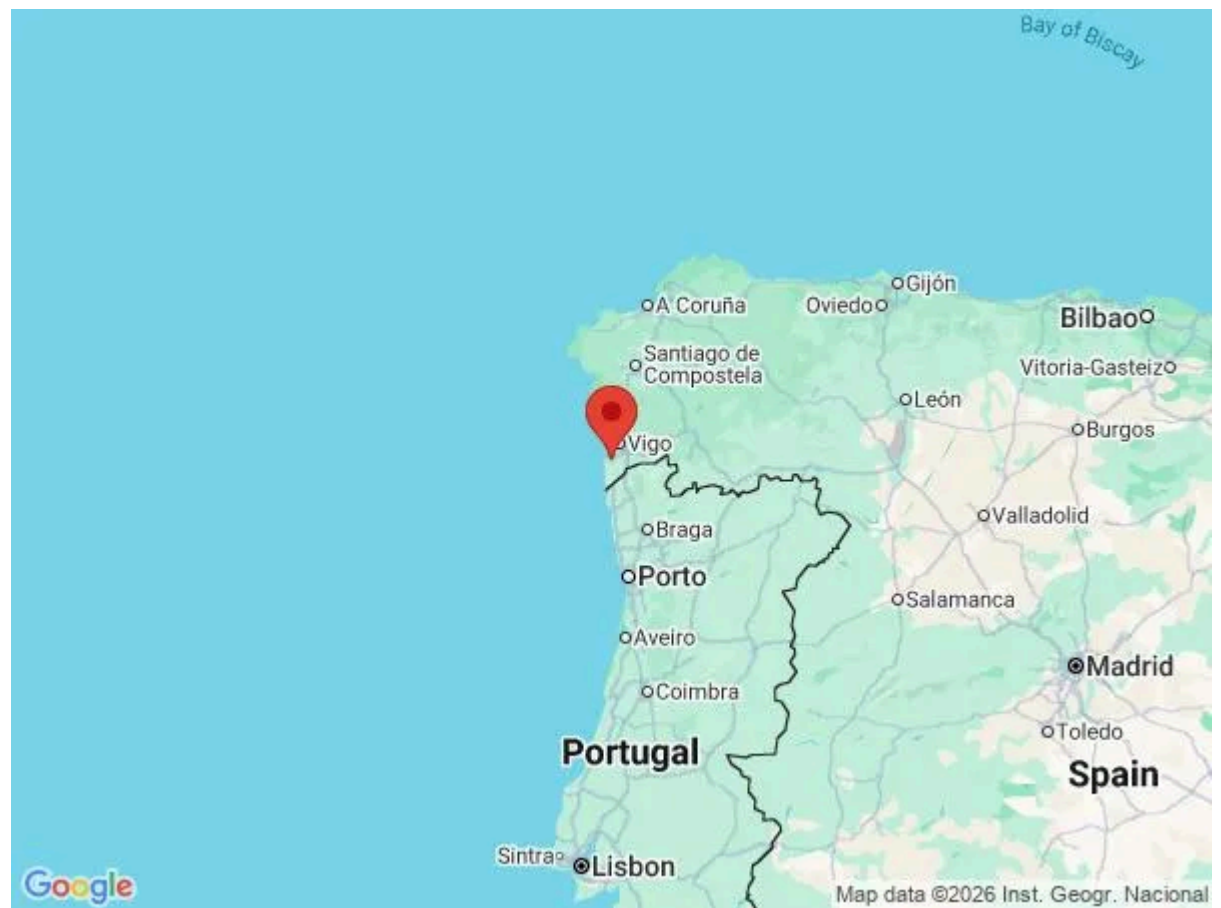 Bay of Biscay
Gijón
A Coruña
Oviedo
Bilbao
Santiago de
Compostela
Vitoria-Gasteiz
León
Burgos
Vigo
Valladolid
Braga
Porto
Salamanca
Aveiro
Madrid
Coimbra
Toledo
Portugal
Spain
Sintra
Lisbon
Google
Map data ©2026 Inst. Geogr. Nacional